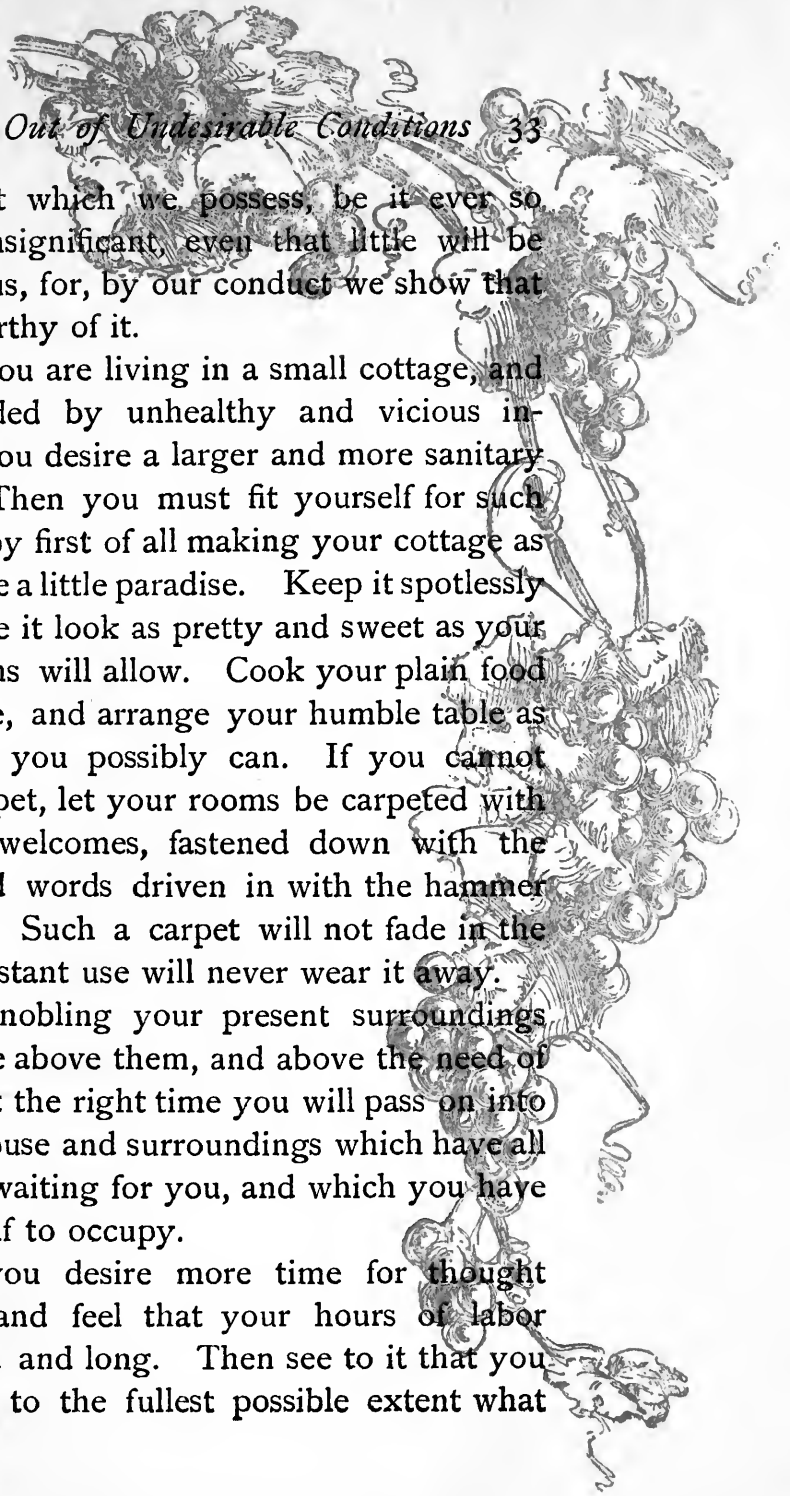 Out of Undesirable Conditions 33
t which we possess, be it ever so
nsignificant, even that little will be
us, for, by our conduct we show that
rthy of it.
ou are living in a small cottage, and
led by unhealthy and vicious in-
ou desire a larger and more sanitary
Then you must fit yourself for such
by first of all making your cottage as
e a little paradise. Keep it spotlessly
e it look as pretty and sweet as your
ns will allow. Cook your plain food
e, and arrange your humble table as
you possibly can. If you cannot
pet, let your rooms be carpeted with
welcomes, fastened down with the
l words driven in with the hammer
Such a carpet will not fade in the
stant use will never wear it away.
nobling your present surroundings
e above them, and above the need of
t the right time you will pass on into
ouse and surroundings which have all
waiting for you, and which you have
lf to occupy.
you desire more time for thought
and feel that your hours of labor
and long. Then see to it that you
to the fullest possible extent what